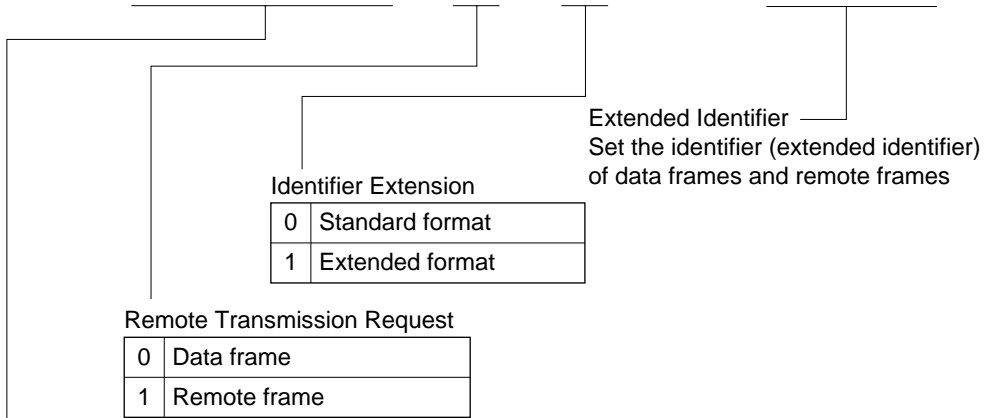 Extended Identifier
Set the identifier (extended identifier)
of data frames and remote frames
Identifier Extension
0 Standard format
1 Extended format
Remote Transmission Request
0 Data frame
1 Remote frame